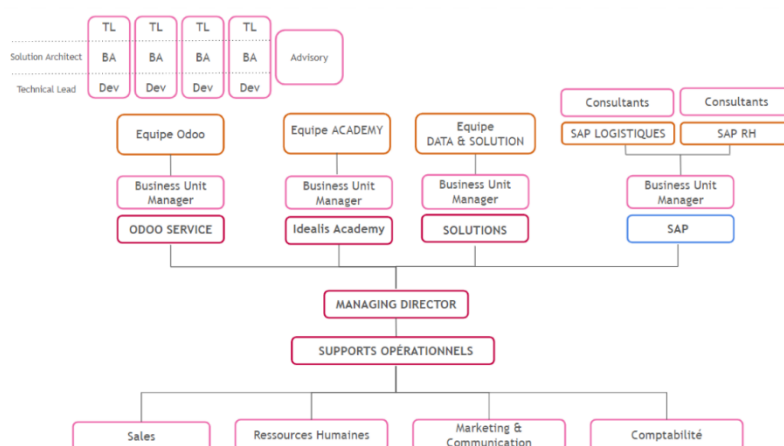 TL TL TL TL
Solution Architect BA BA BA BA Advisory
Technical Lead Dev Dev Dev Dev
Consultants Consultants
Equipe Odoo Equipe ACADEMY Equipe
DATA & SOLUTION SAP LOGISTIQUES SAP RH
Business Unit
Manager
Business Unit
Manager
Business Unit
Manager
Business Unit
Manager
ODOO SERVICE Idealis Academy SOLUTIONS SAP
MANAGING DIRECTOR
SUPPORTS OPÉRATIONNELS
Sales Ressources Humaines Marketing &
Communication Comptabilité